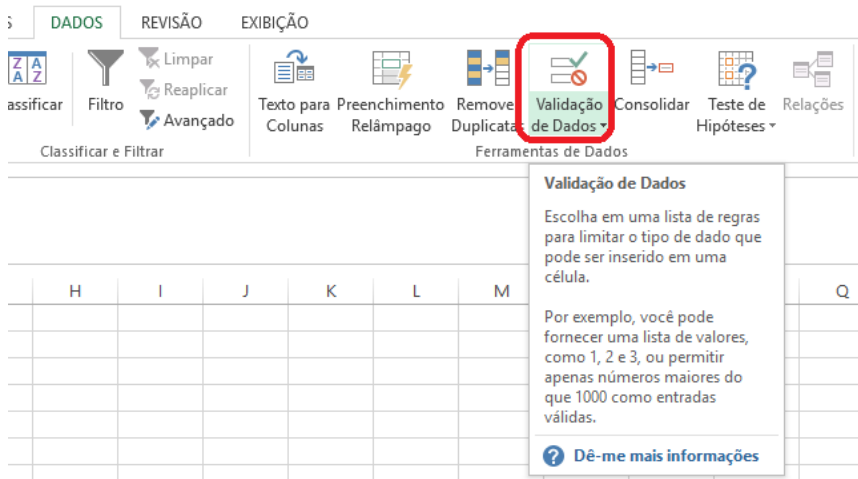 S DADOS REVISÃO EXIBIÇÃO
Limpar
Reaplicar
Avançado
assificar Filtro
Texto para Colunas
Preenchimento Relâmpago
Remover Duplicatas
Validação de Dados
Consolidar
Teste de Hipóteses
Relações
Classificar e Filtrar
Ferramentas de Dados
Validação de Dados
Escolha em uma lista de regras
para limitar o tipo de dado que
pode ser inserido em uma
célula.
Por exemplo, você pode
fornecer uma lista de valores,
como 1, 2 e 3, ou permitir
apenas números maiores do
que 1000 como entradas
válidas.
Dê-me mais informações
H I J K L M Q